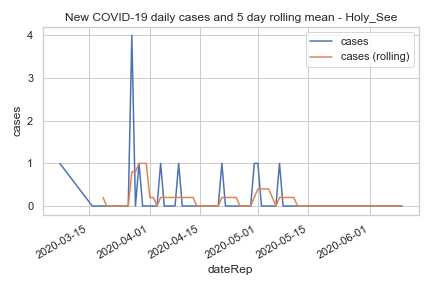 New COVID-19 daily cases and 5 day rolling mean - Holy_See
cases
cases (rolling)
4
3
2
1
0
cases
2020-03-15
2020-04-01
2020-04-15
2020-05-01
2020-05-15
2020-06-01
dateRep